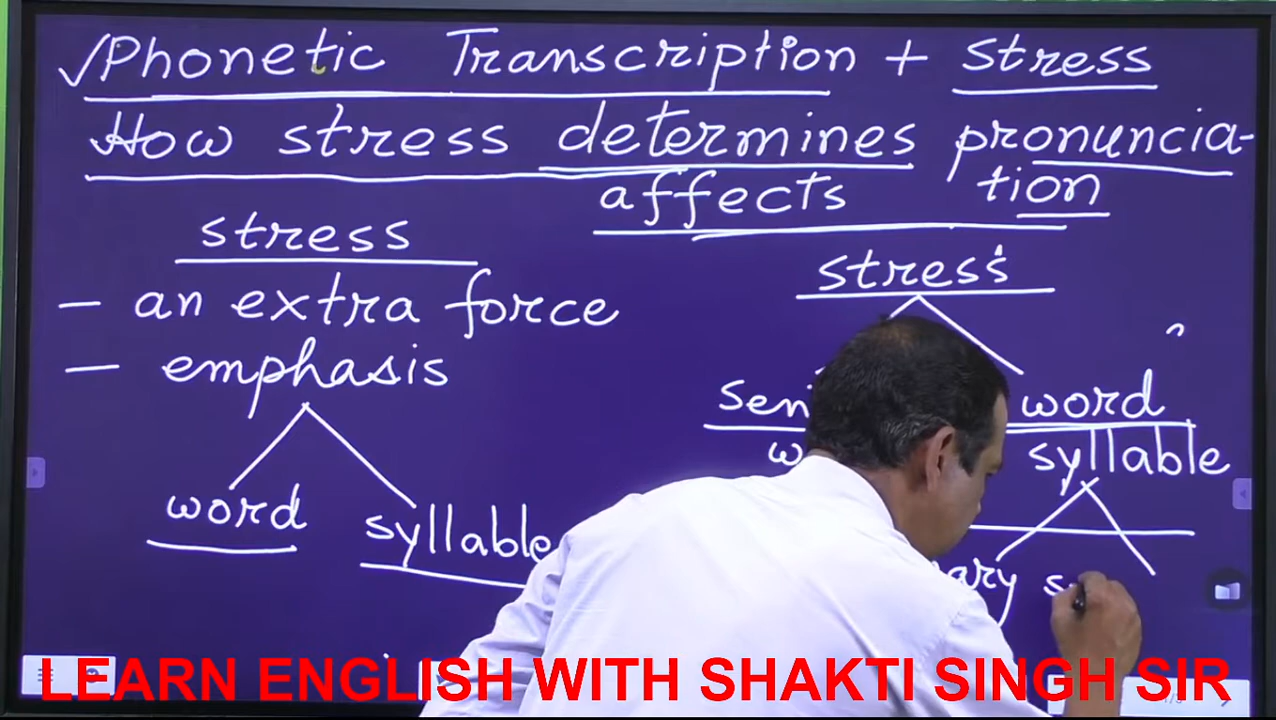 Phonetic Transcription + stress
How stress determines pronuncia-
affects tion
stress
- an extra force
- emphasis
word syllable
stress
word
syllable
LEARN ENGLISH WITH SHAKTI SINGH SIR